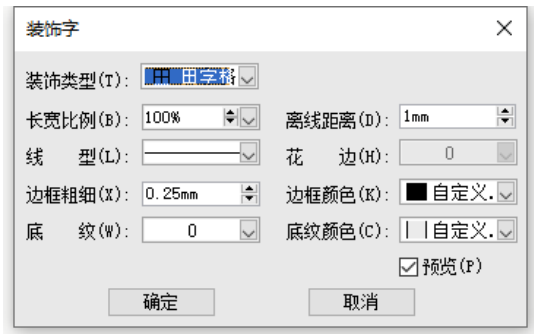 装饰字
装饰类型(T): 田 田字格
长宽比例(B): 100% 离线距离(D): 1mm
线 型(L): 花 边(H): 0
边框粗细(X): 0.25mm 边框颜色(K): 自定义.
底 纹(W): 0 底纹颜色(C): 自定义.
预览(P)
确定 取消